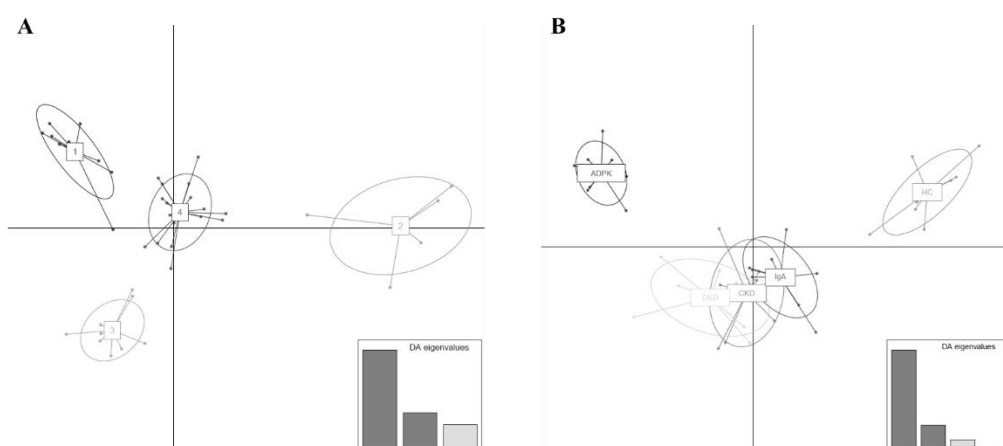 A
1
4
2
3
DA eigenvalues
B
ADPK
HC
IgA
CKD
DKD
DA eigenvalues